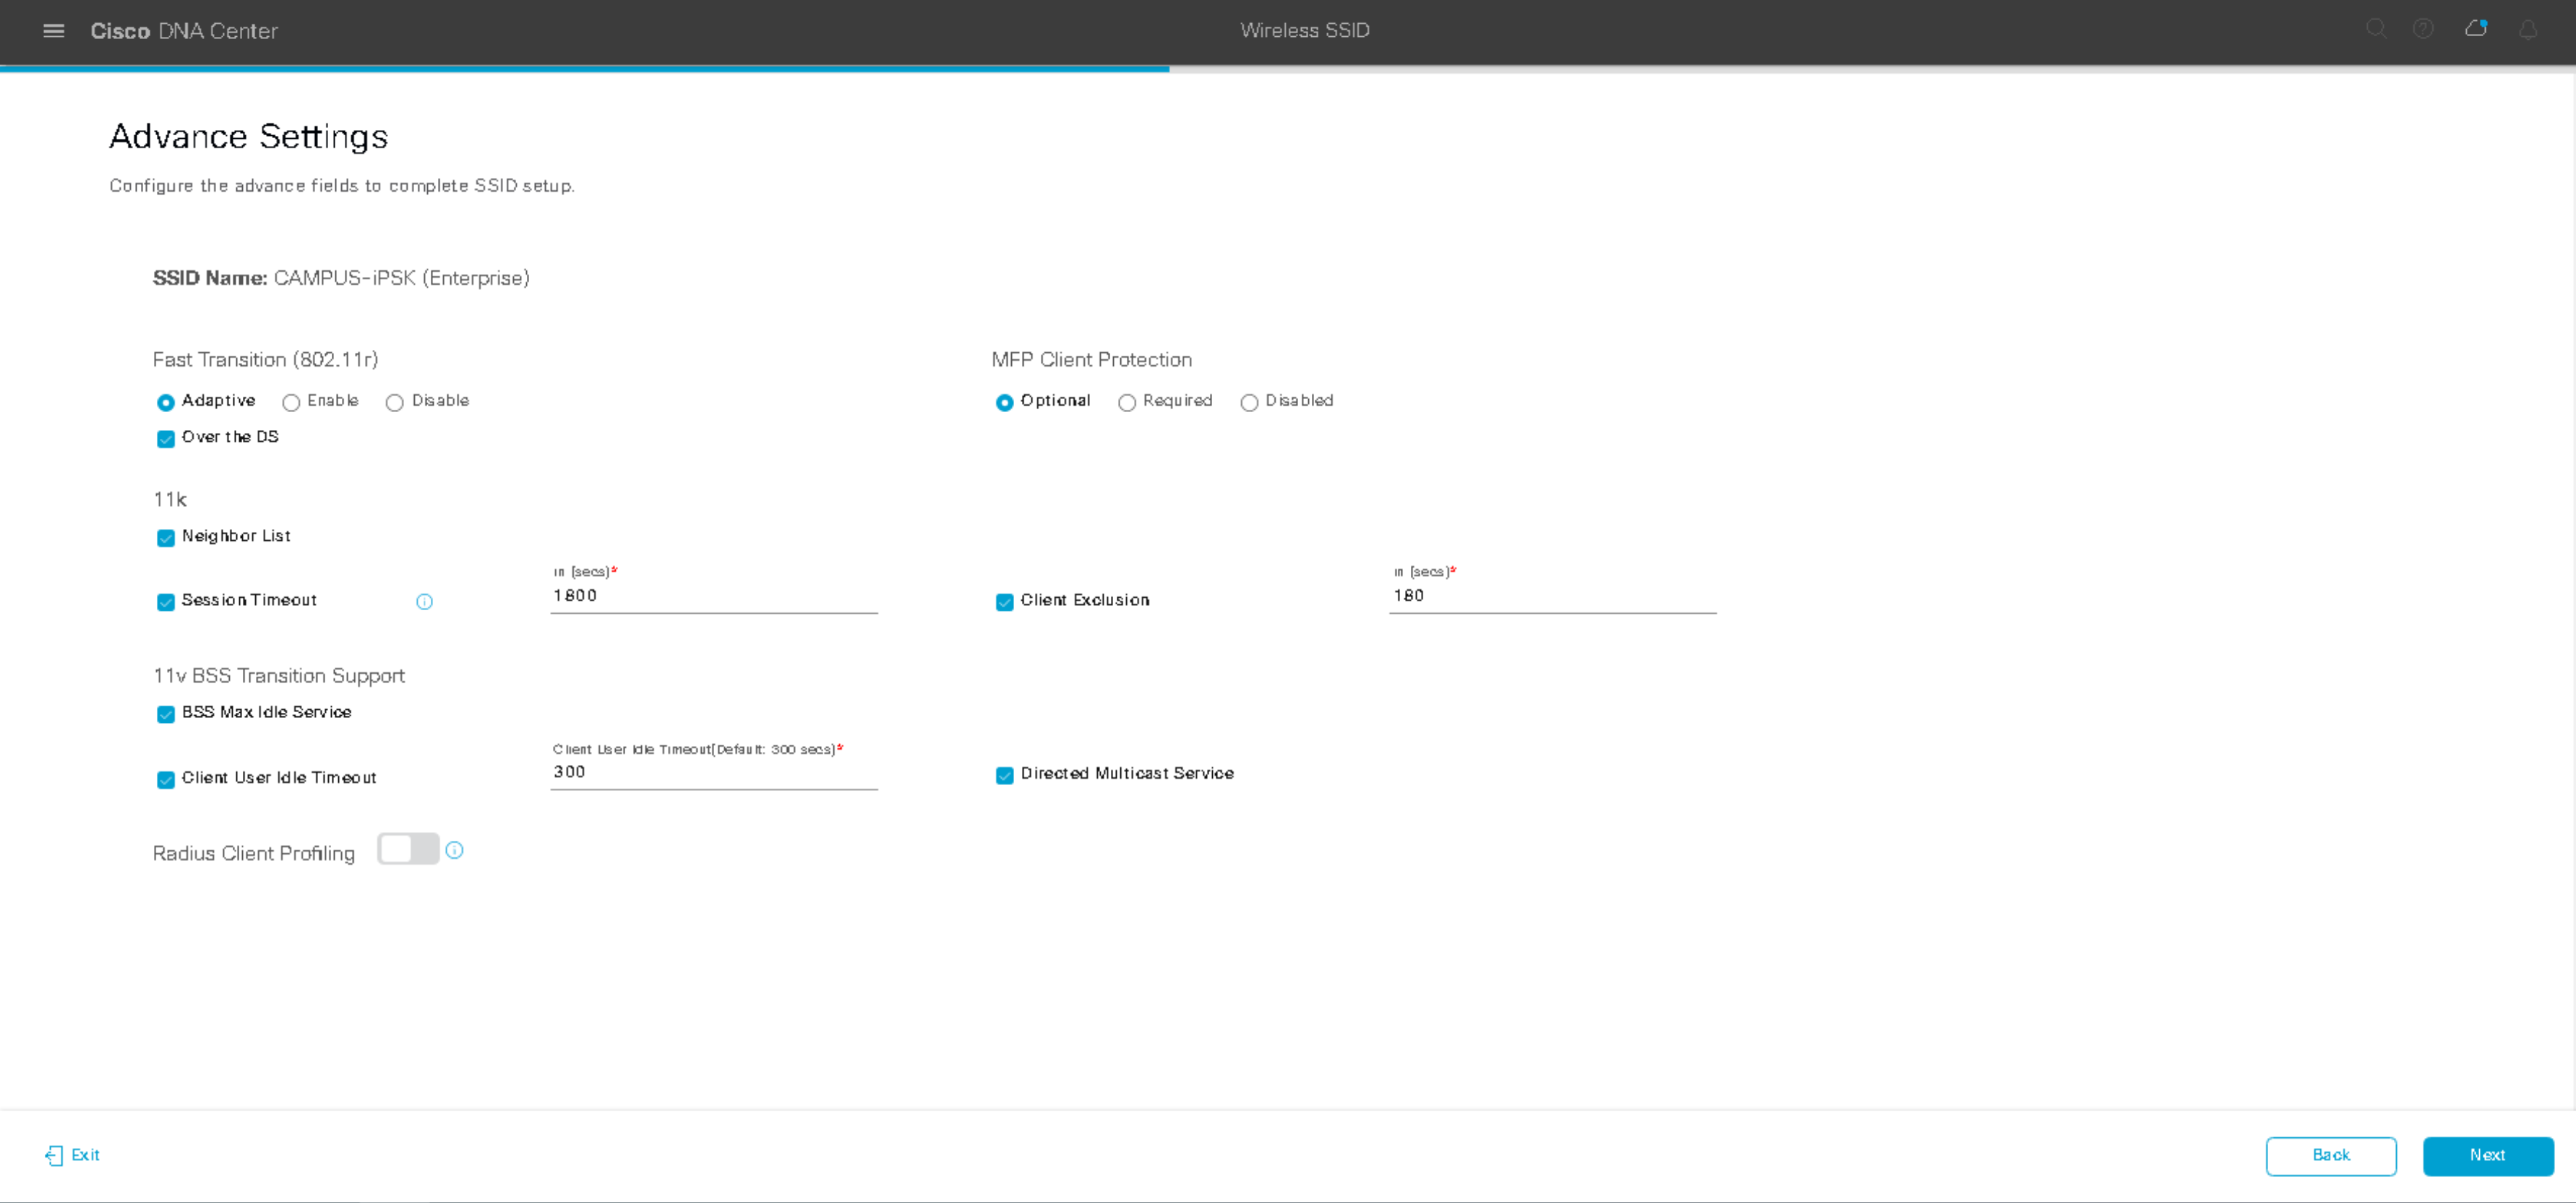 Cisco DNA Center
Wireless SSID
Advance Settings
Configure the advance fields to complete SSID setup.
SSID Name: CAMPUS-iPSK (Enterprise)
Fast Transition (802.11r)
MFP Client Protection
Adaptive Enable Disable
Optional Required Disabled
Over the DS
11k
Neighbor List
Session Timeout
in (secs)*
1800
Client Exclusion
in (secs)*
180
11v BSS Transition Support
BSS Max Idle Service
Client User Idle Timeout
Client User Idle Timeout(Default: 300 secs)*
300
Directed Multicast Service
Radius Client Profiling
Exit
Back
Next